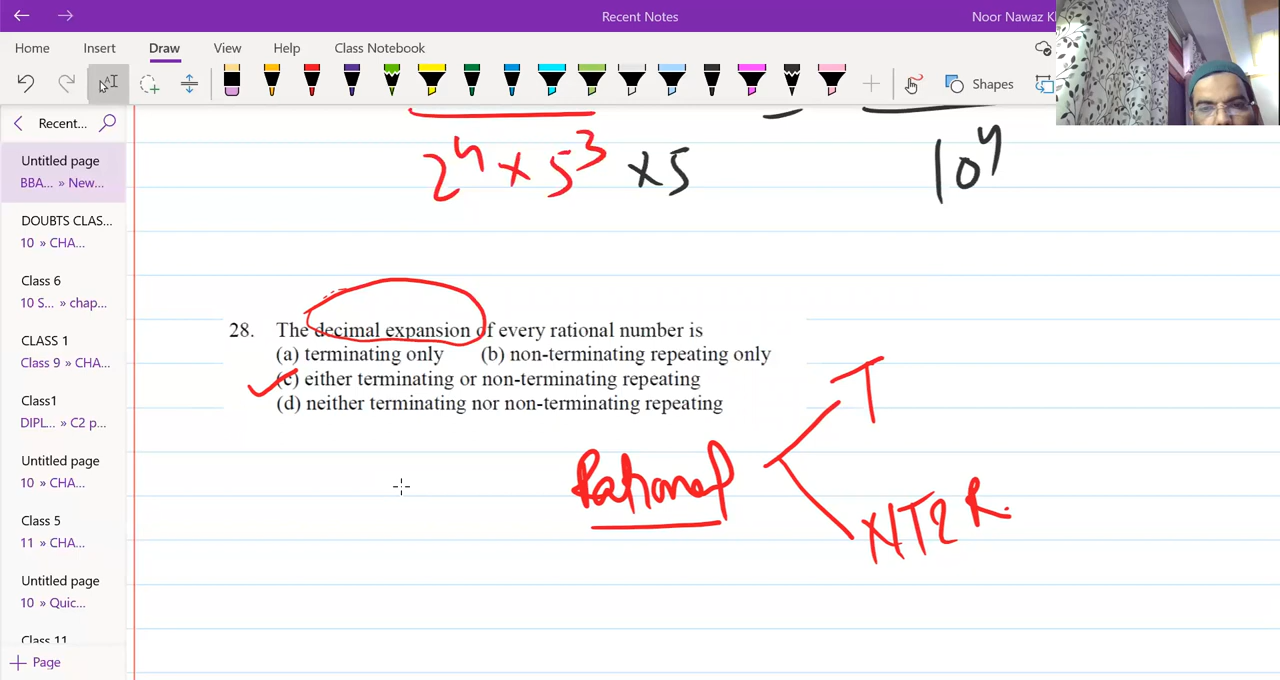 Recent Notes
Noor Nawaz K
Home
Insert
Draw
View
Help
Class Notebook
Shapes
Recent...
Untitled page
BBA... » New...
DOUBTS CLAS...
10 » CHA...
Class 6
10 S... » chap...
CLASS 1
Class 9 » CHA...
Class1
DIPL... » C2 p...
Untitled page
10 » CHA...
Class 5
11 » CHA...
Untitled page
10 » Quic...
Class 11
Page
2⁴ × 5³ × 5
10⁴
28. The decimal expansion of every rational number is
(a) terminating only (b) non-terminating repeating only
(c) either terminating or non-terminating repeating
(d) neither terminating nor non-terminating repeating
T
Rational
NT2R.